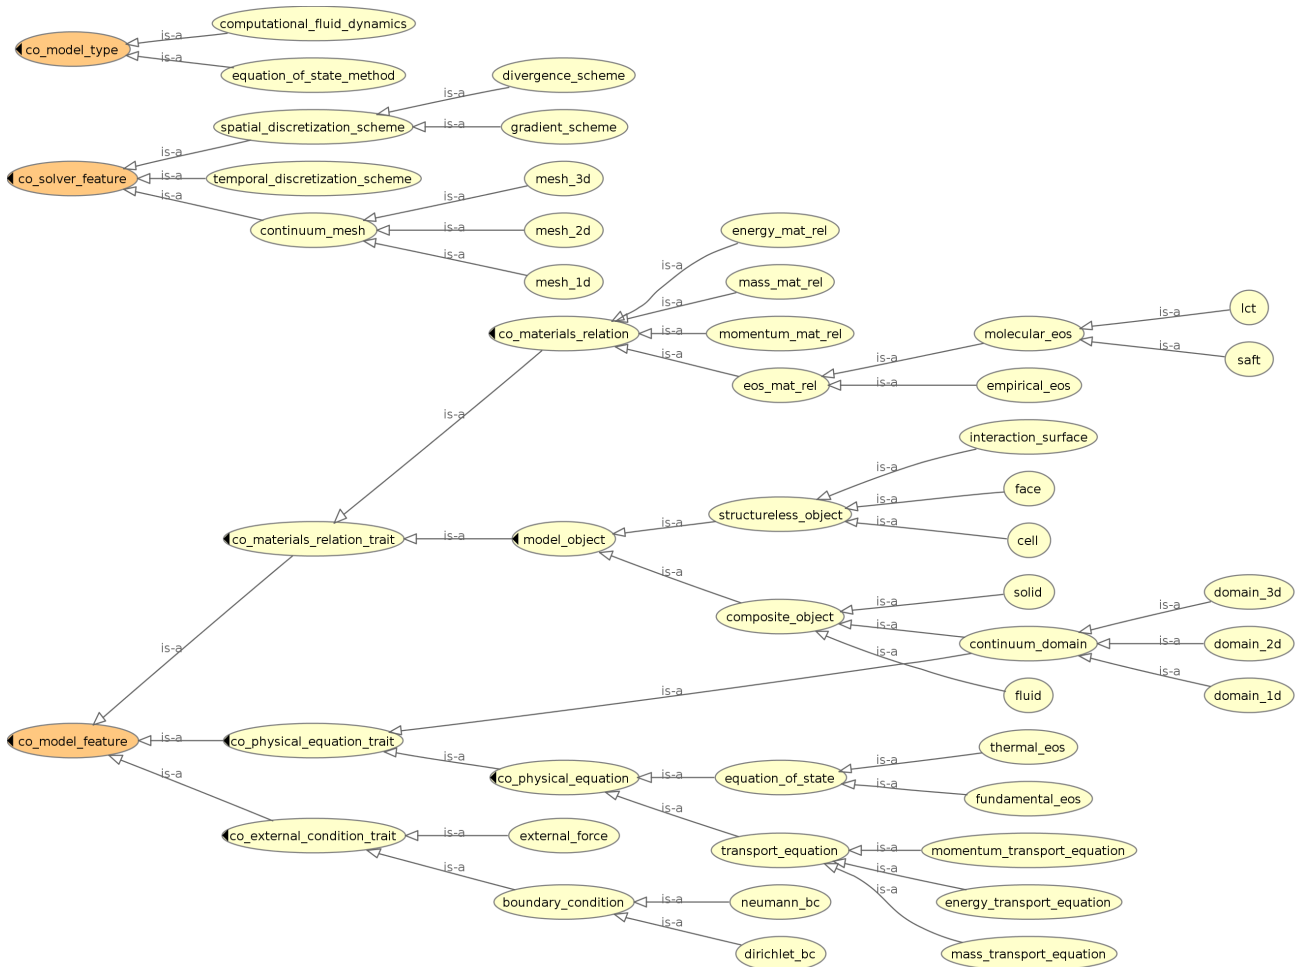 computational_fluid_dynamics
is-a
co_model_type
is-a
equation_of_state_method
divergence_scheme
is-a
spatial_discretization_scheme
is-a
gradient_scheme
is-a
co_solver_feature
is-a
temporal_discretization_scheme
is-a
mesh_3d
is-a
continuum_mesh
is-a
mesh_2d
is-a
mesh_1d
energy_mat_rel
is-a
mass_mat_rel
is-a
co_materials_relation
is-a
momentum_mat_rel
is-a
eos_mat_rel
molecular_eos
is-a
lct
is-a
saft
is-a
is-a
empirical_eos
is-a
interaction_surface
is-a
face
is-a
structureless_object
is-a
cell
is-a
co_materials_relation_trait
is-a
model_object
is-a
solid
is-a
composite_object
is-a
continuum_domain
is-a
domain_3d
is-a
domain_2d
is-a
domain_1d
is-a
fluid
is-a
is-a
co_model_feature
is-a
co_physical_equation_trait
is-a
co_physical_equation
is-a
equation_of_state
is-a
thermal_eos
is-a
fundamental_eos
is-a
is-a
co_external_condition_trait
is-a
external_force
transport_equation
is-a
momentum_transport_equation
is-a
energy_transport_equation
is-a
mass_transport_equation
is-a
boundary_condition
is-a
neumann_bc
is-a
dirichlet_bc